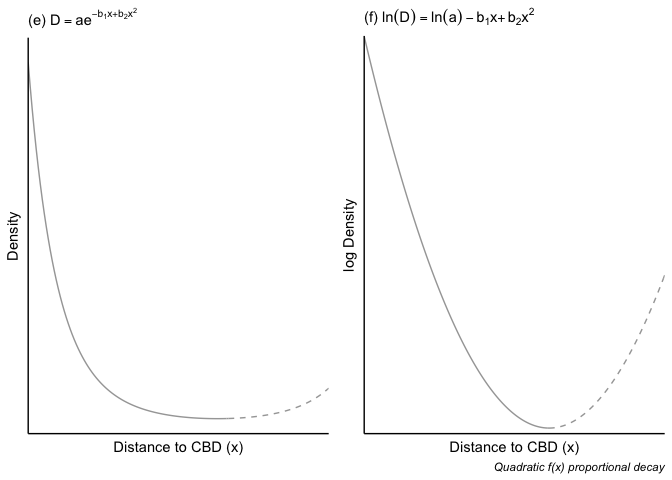 (e) D = ae^{−b₁x+b₂x²}
(f) ln(D) = ln(a) − b₁x+ b₂x²
Density
log Density
Distance to CBD (x)
Distance to CBD (x)
Quadratic f(x) proportional decay